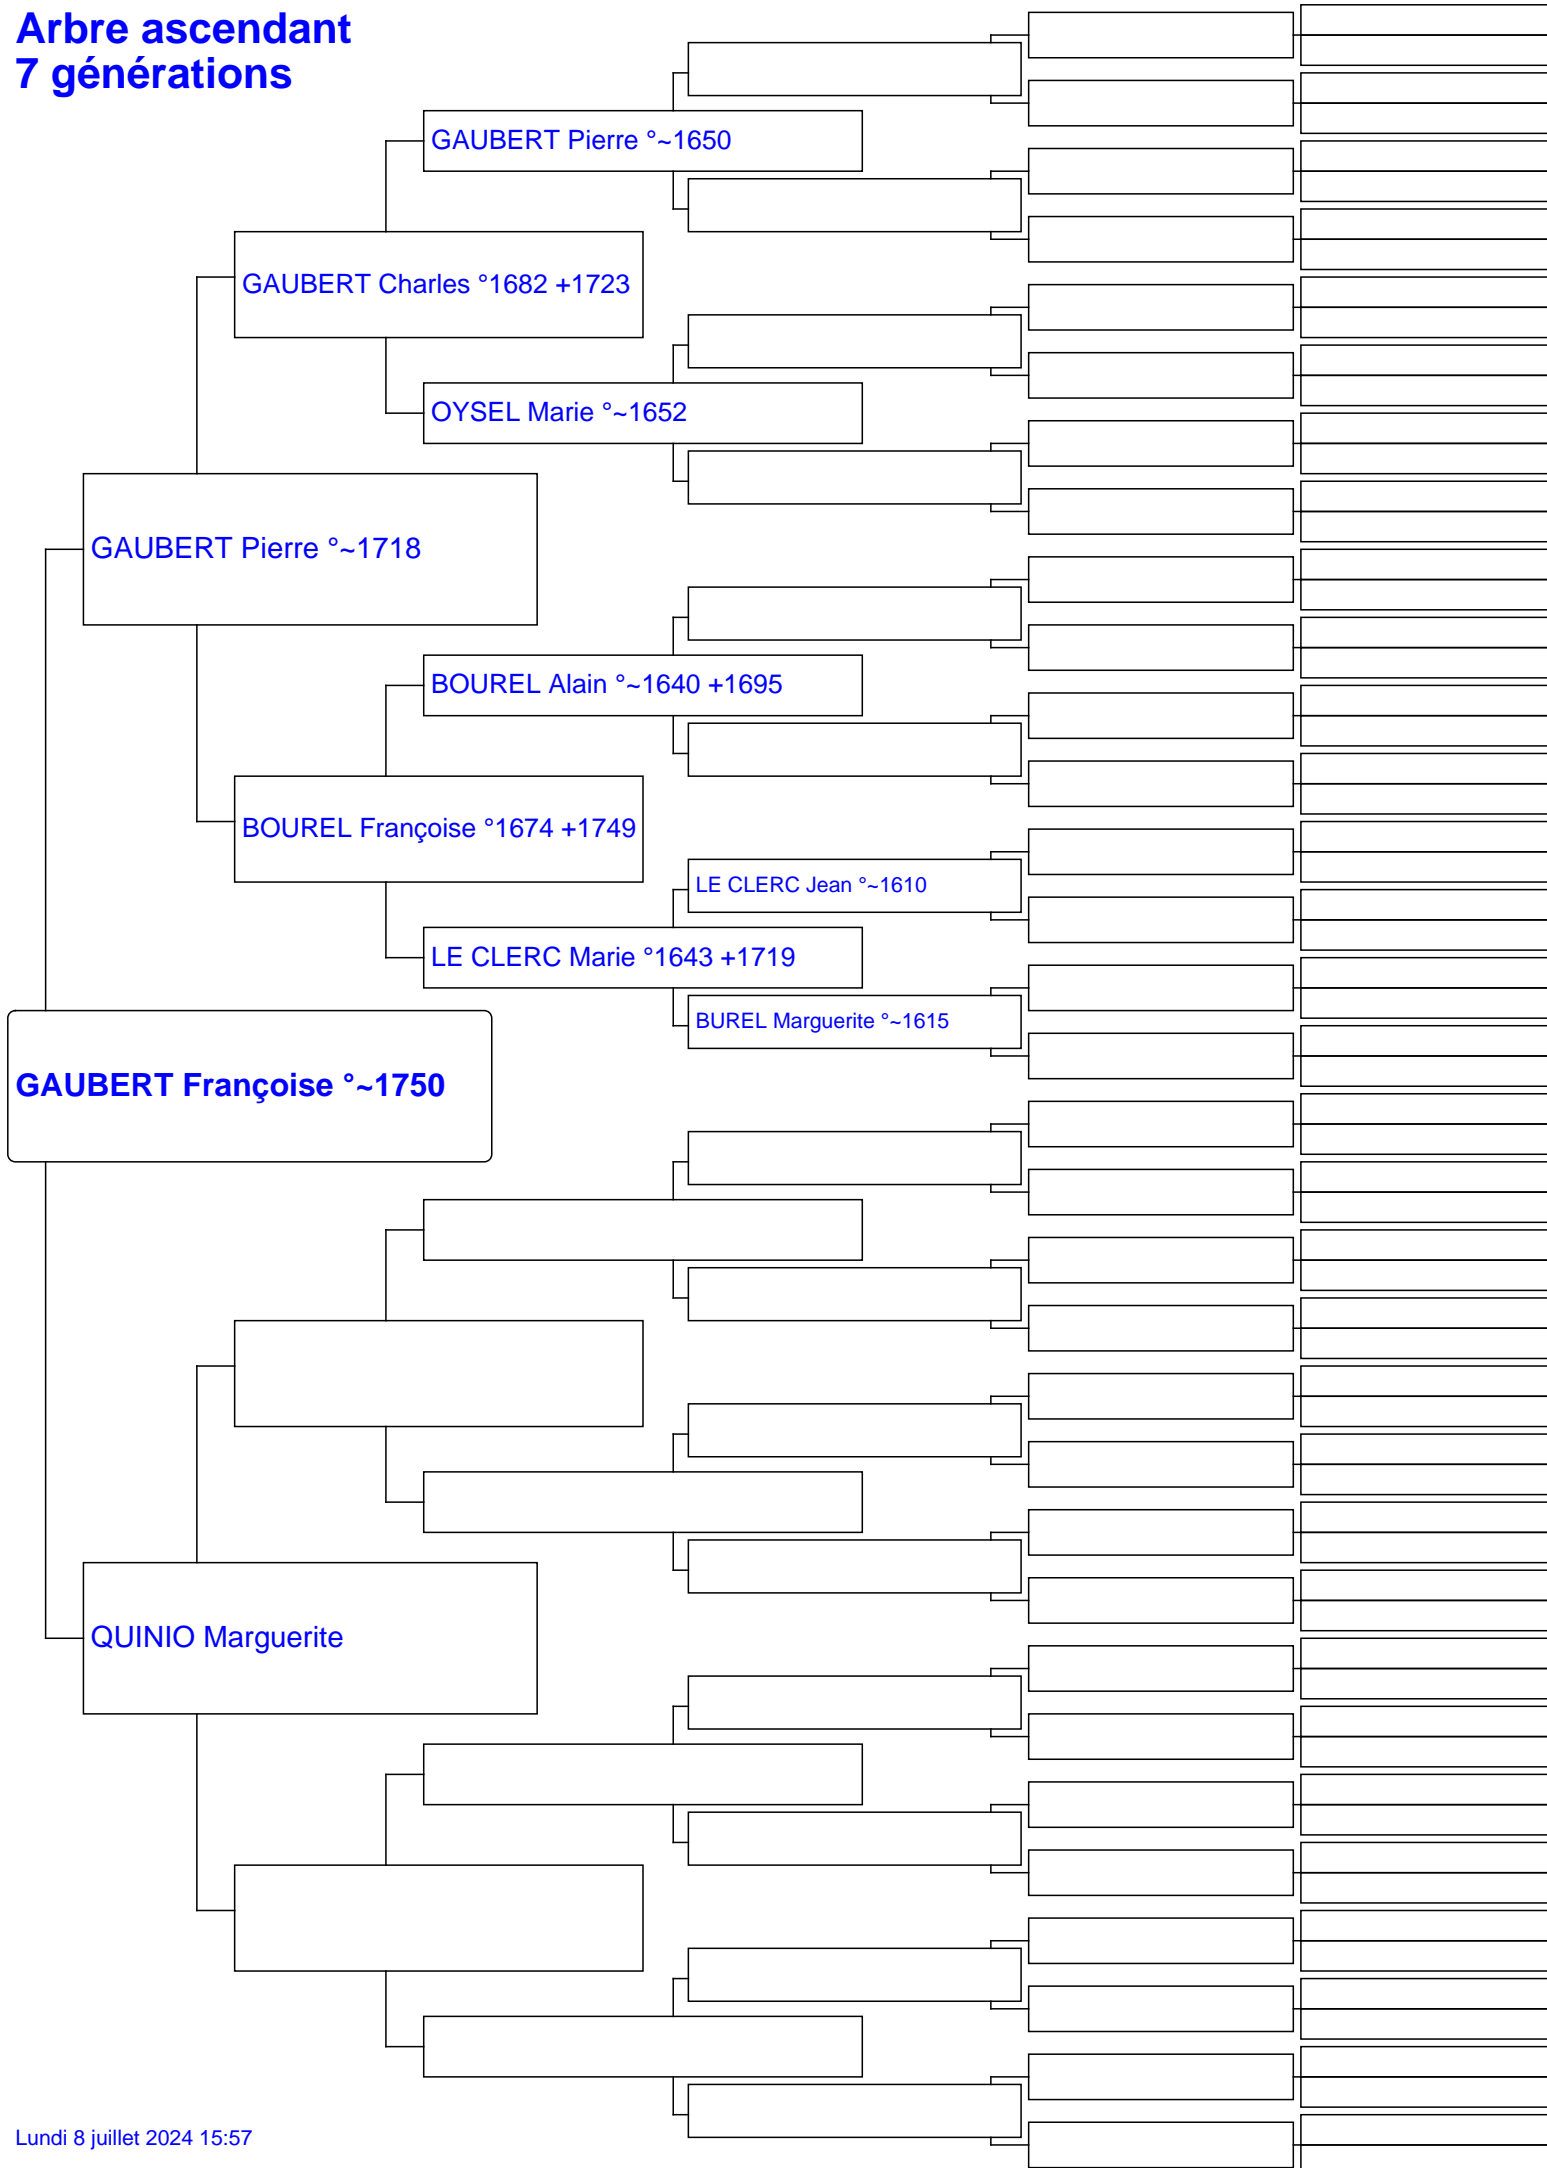 Arbre ascendant
7 générations
GAUBERT Pierre °~1650
GAUBERT Charles °1682 +1723
OYSEL Marie °~1652
GAUBERT Pierre °~1718
BOUREL Alain °~1640 +1695
BOUREL Françoise °1674 +1749
LE CLERC Jean °~1610
LE CLERC Marie °1643 +1719
BUREL Marguerite °~1615
GAUBERT Françoise °~1750
QUINIO Marguerite
Lundi 8 juillet 2024 15:57